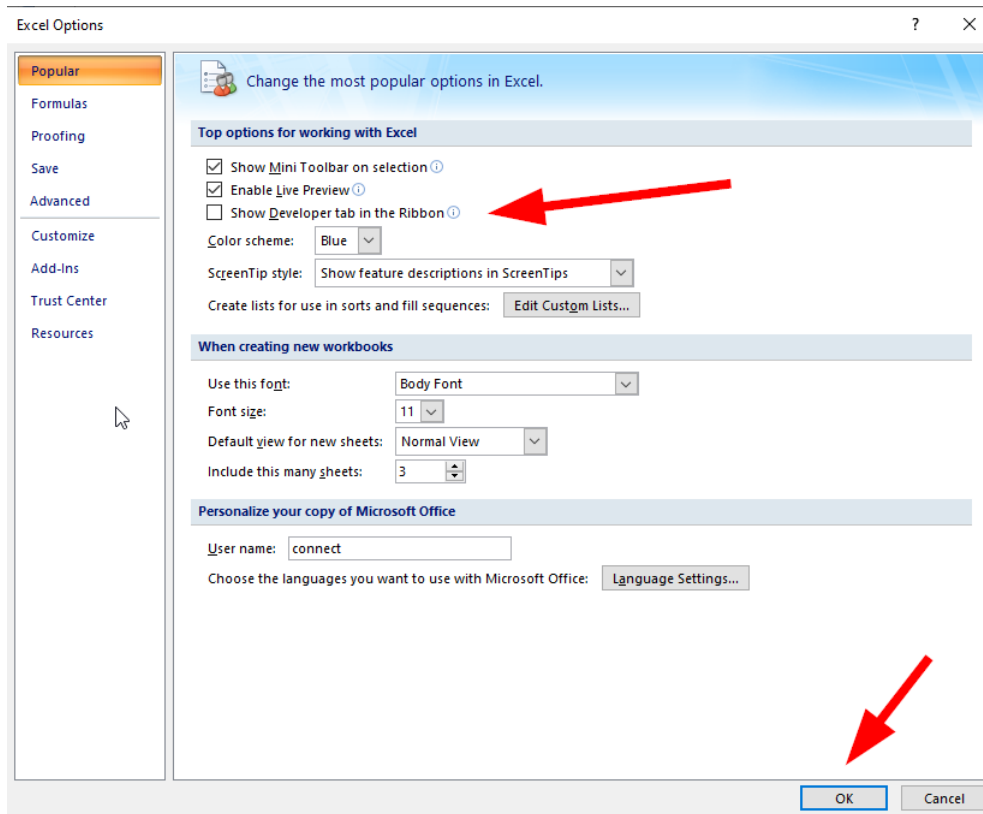 Excel Options ?
Popular
Formulas
Proofing
Save
Advanced
Customize
Add-Ins
Trust Center
Resources
Change the most popular options in Excel.
Top options for working with Excel
Show Mini Toolbar on selection
Enable Live Preview
Show Developer tab in the Ribbon
Color scheme: Blue
ScreenTip style: Show feature descriptions in ScreenTips
Create lists for use in sorts and fill sequences: Edit Custom Lists...
When creating new workbooks
Use this font: Body Font
Font size: 11
Default view for new sheets: Normal View
Include this many sheets: 3
Personalize your copy of Microsoft Office
User name: connect
Choose the languages you want to use with Microsoft Office: Language Settings...
OK Cancel